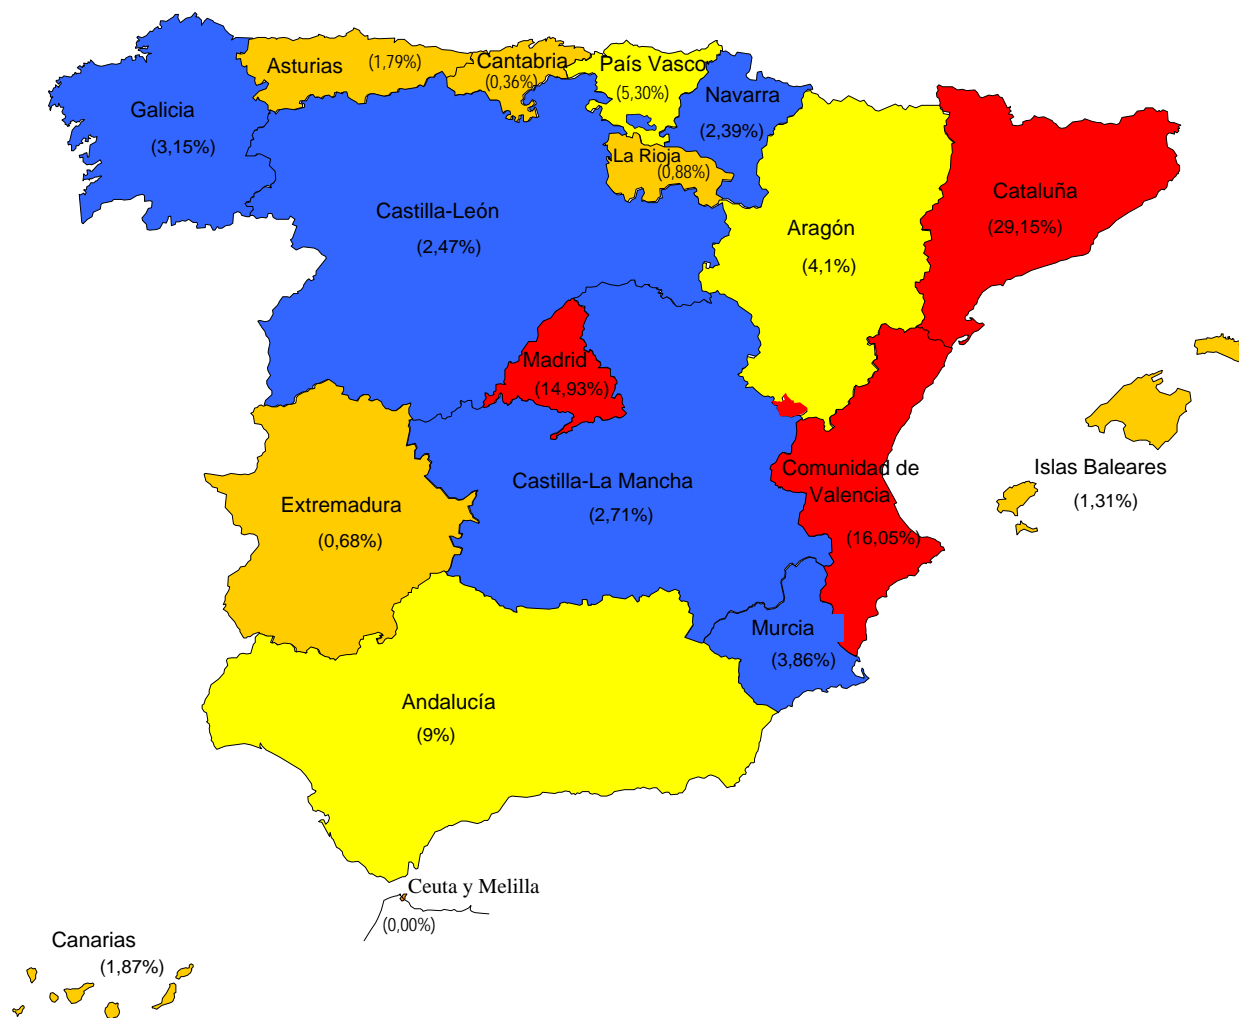 Asturias (1,79%)
Cantabria
(0,36%)
País Vasco
(5,30%)
Galicia
(3,15%)
Navarra
(2,39%)
La Rioja
(0,88%)
Castilla-León
(2,47%)
Aragón
(4,1%)
Cataluña
(29,15%)
Madrid
(14,93%)
Extremadura
(0,68%)
Castilla-La Mancha
(2,71%)
Comunidad de
Valencia
(16,05%)
Islas Baleares
(1,31%)
Murcia
(3,86%)
Andalucía
(9%)
Ceuta y Melilla
(0,00%)
Canarias
(1,87%)